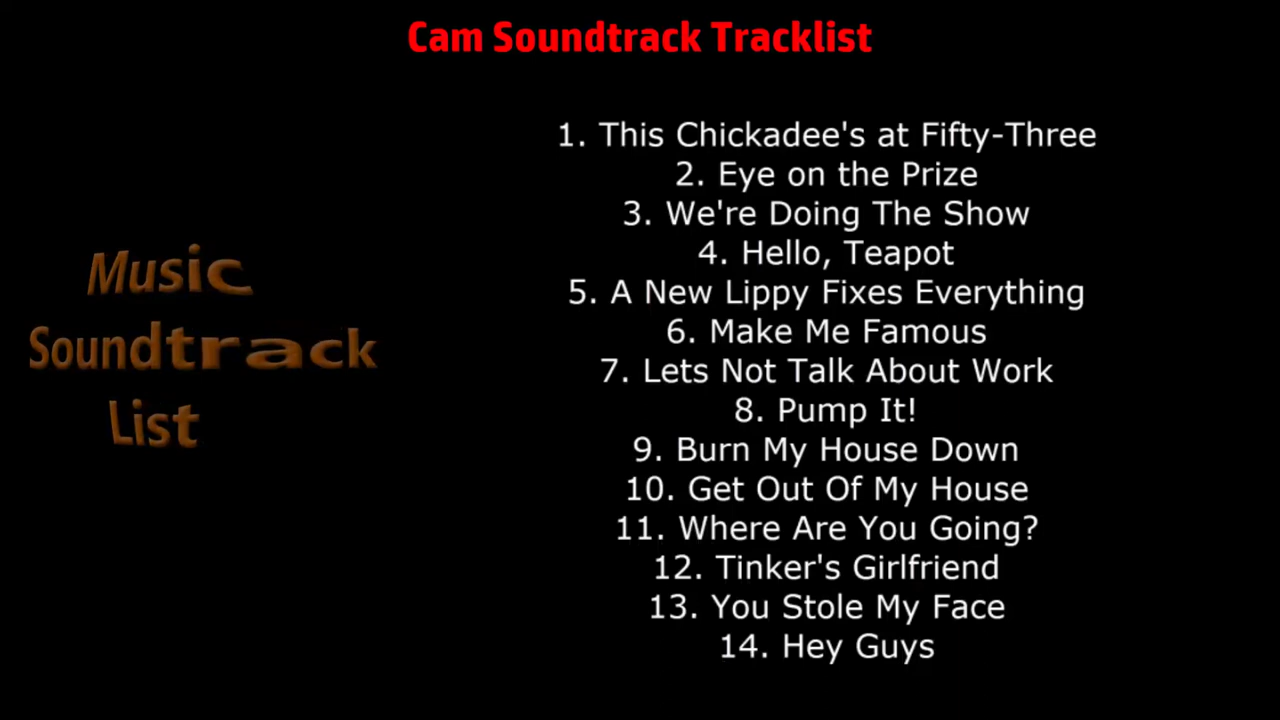 Cam Soundtrack Tracklist
Music
Soundtrack
List
1. This Chickadee's at Fifty-Three
2. Eye on the Prize
3. We're Doing The Show
4. Hello, Teapot
5. A New Lippy Fixes Everything
6. Make Me Famous
7. Lets Not Talk About Work
8. Pump It!
9. Burn My House Down
10. Get Out Of My House
11. Where Are You Going?
12. Tinker's Girlfriend
13. You Stole My Face
14. Hey Guys